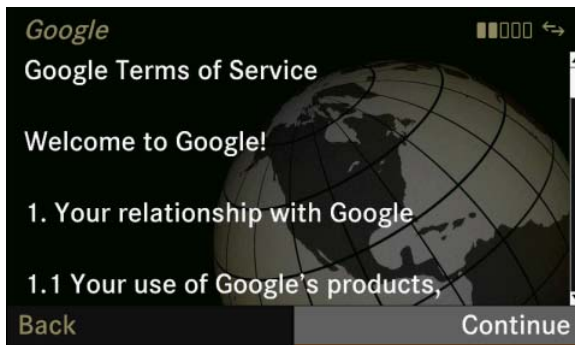 Google
Google Terms of Service
Welcome to Google!
1. Your relationship with Google
1.1 Your use of Google's products,
Back
Continue